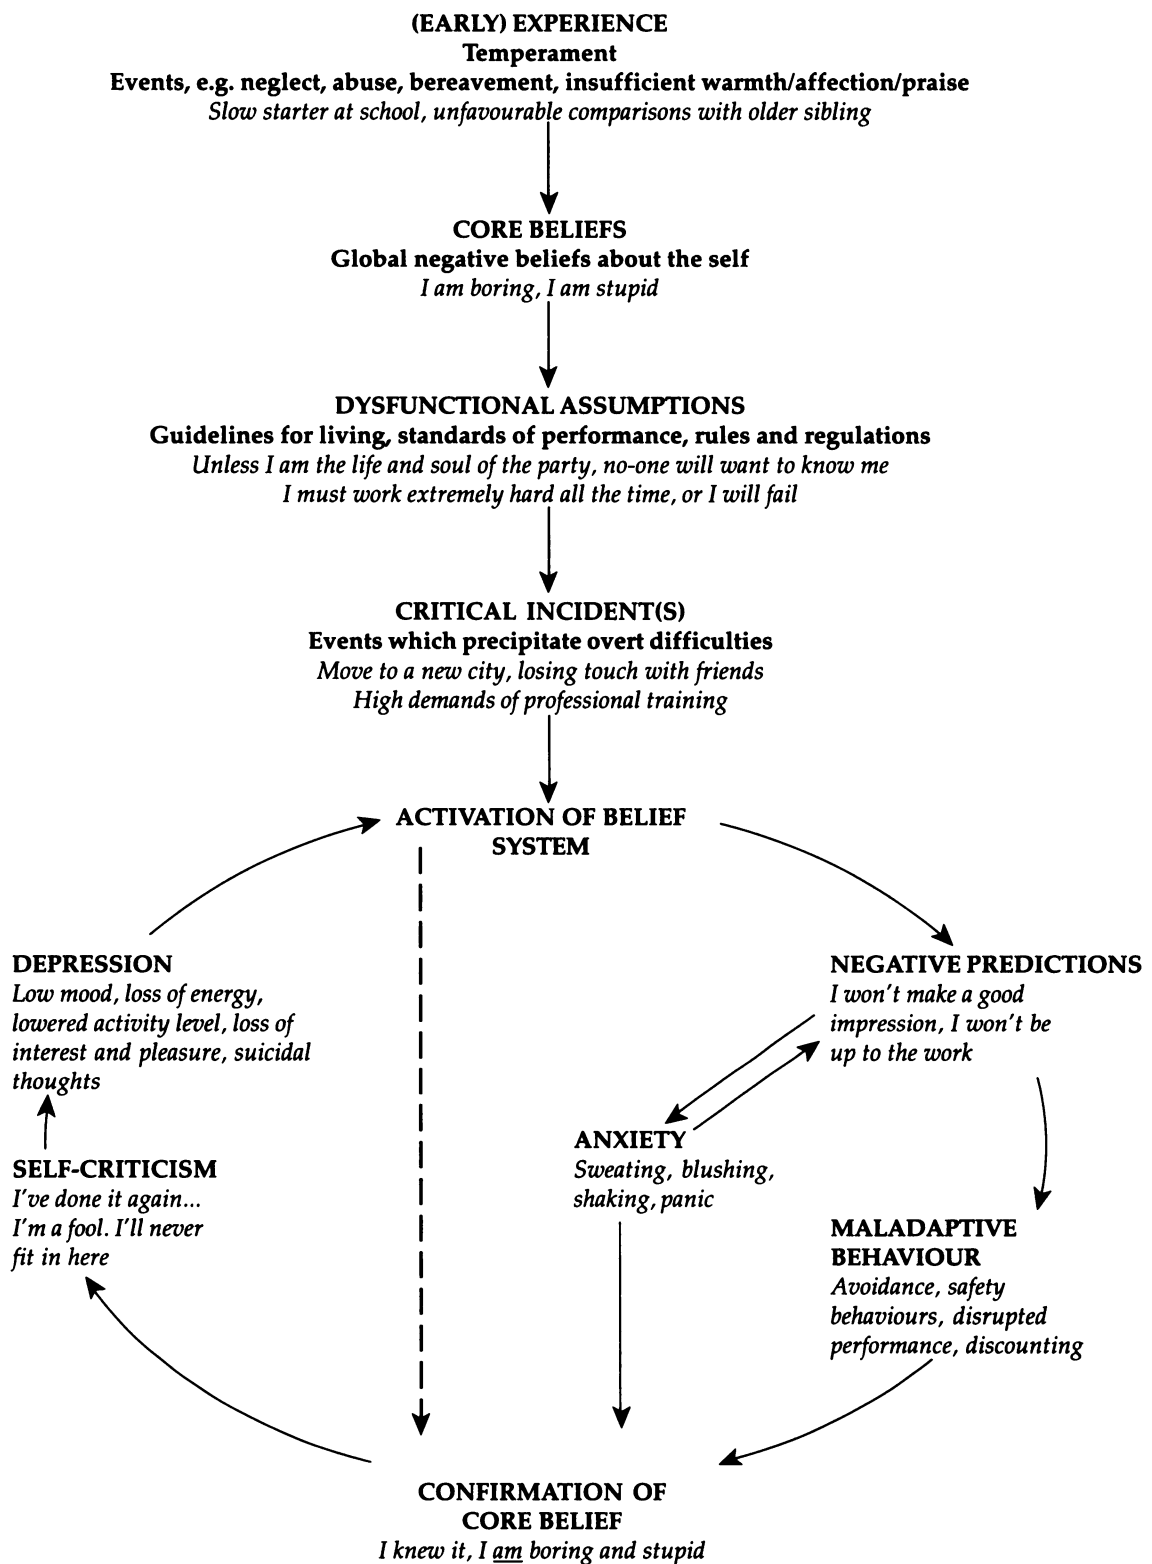 (EARLY) EXPERIENCE
Temperament
Events, e.g. neglect, abuse, bereavement, insufficient warmth/affection/praise
Slow starter at school, unfavourable comparisons with older sibling
CORE BELIEFS
Global negative beliefs about the self
I am boring, I am stupid
DYSFUNCTIONAL ASSUMPTIONS
Guidelines for living, standards of performance, rules and regulations
Unless I am the life and soul of the party, no-one will want to know me
I must work extremely hard all the time, or I will fail
CRITICAL INCIDENT(S)
Events which precipitate overt difficulties
Move to a new city, losing touch with friends
High demands of professional training
ACTIVATION OF BELIEF
SYSTEM
NEGATIVE PREDICTIONS
I won't make a good
impression, I won't be
up to the work
ANXIETY
Sweating, blushing,
shaking, panic
MALADAPTIVE
BEHAVIOUR
Avoidance, safety
behaviours, disrupted
performance, discounting
CONFIRMATION OF
CORE BELIEF
I knew it, I am boring and stupid
SELF-CRITICISM
I've done it again...
I'm a fool. I'll never
fit in here
DEPRESSION
Low mood, loss of energy,
lowered activity level, loss of
interest and pleasure, suicidal
thoughts